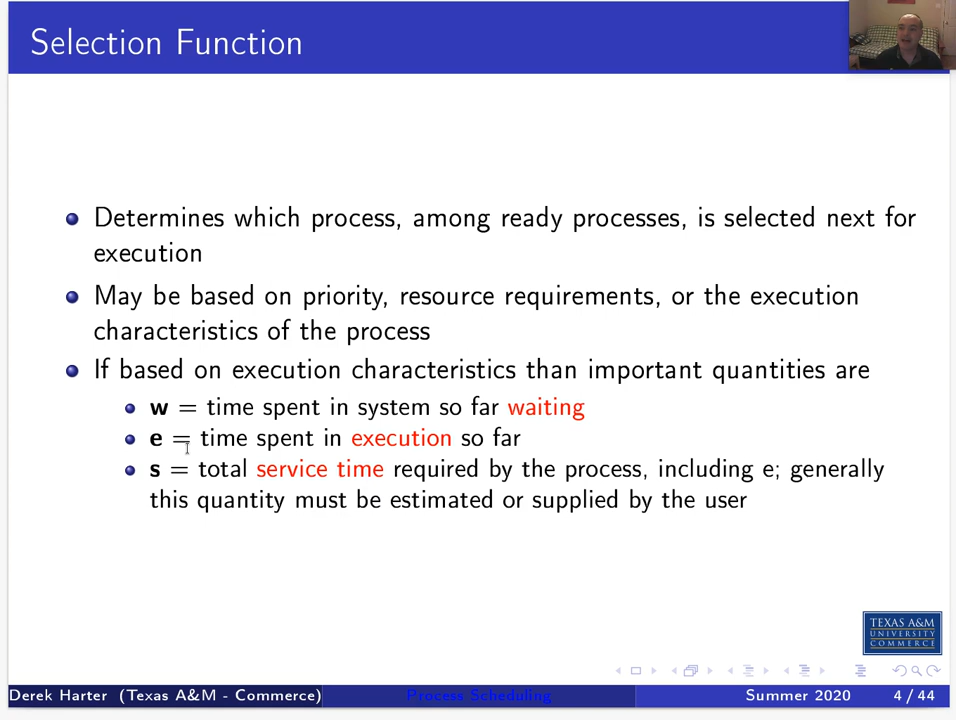 Selection Function
Determines which process, among ready processes, is selected next for
execution
May be based on priority, resource requirements, or the execution
characteristics of the process
If based on execution characteristics than important quantities are
w = time spent in system so far waiting
e = time spent in execution so far
s = total service time required by the process, including e; generally
this quantity must be estimated or supplied by the user
TEXAS A&M
UNIVERSITY
COMMERCE
Derek Harter (Texas A&M - Commerce) Process Scheduling Summer 2020 4 / 44